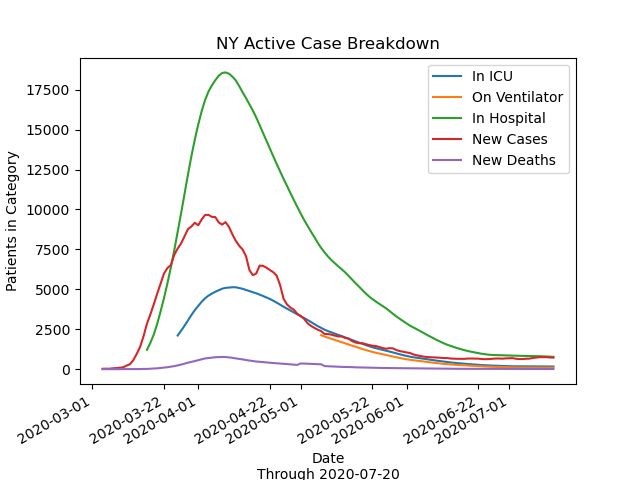 NY Active Case Breakdown
In ICU
On Ventilator
In Hospital
New Cases
New Deaths
Patients in Category
17500
15000
12500
10000
7500
5000
2500
0
2020-03-01
2020-03-22
2020-04-01
2020-04-22
2020-05-01
2020-05-22
2020-06-01
2020-06-22
2020-07-01
Date
Through 2020-07-20